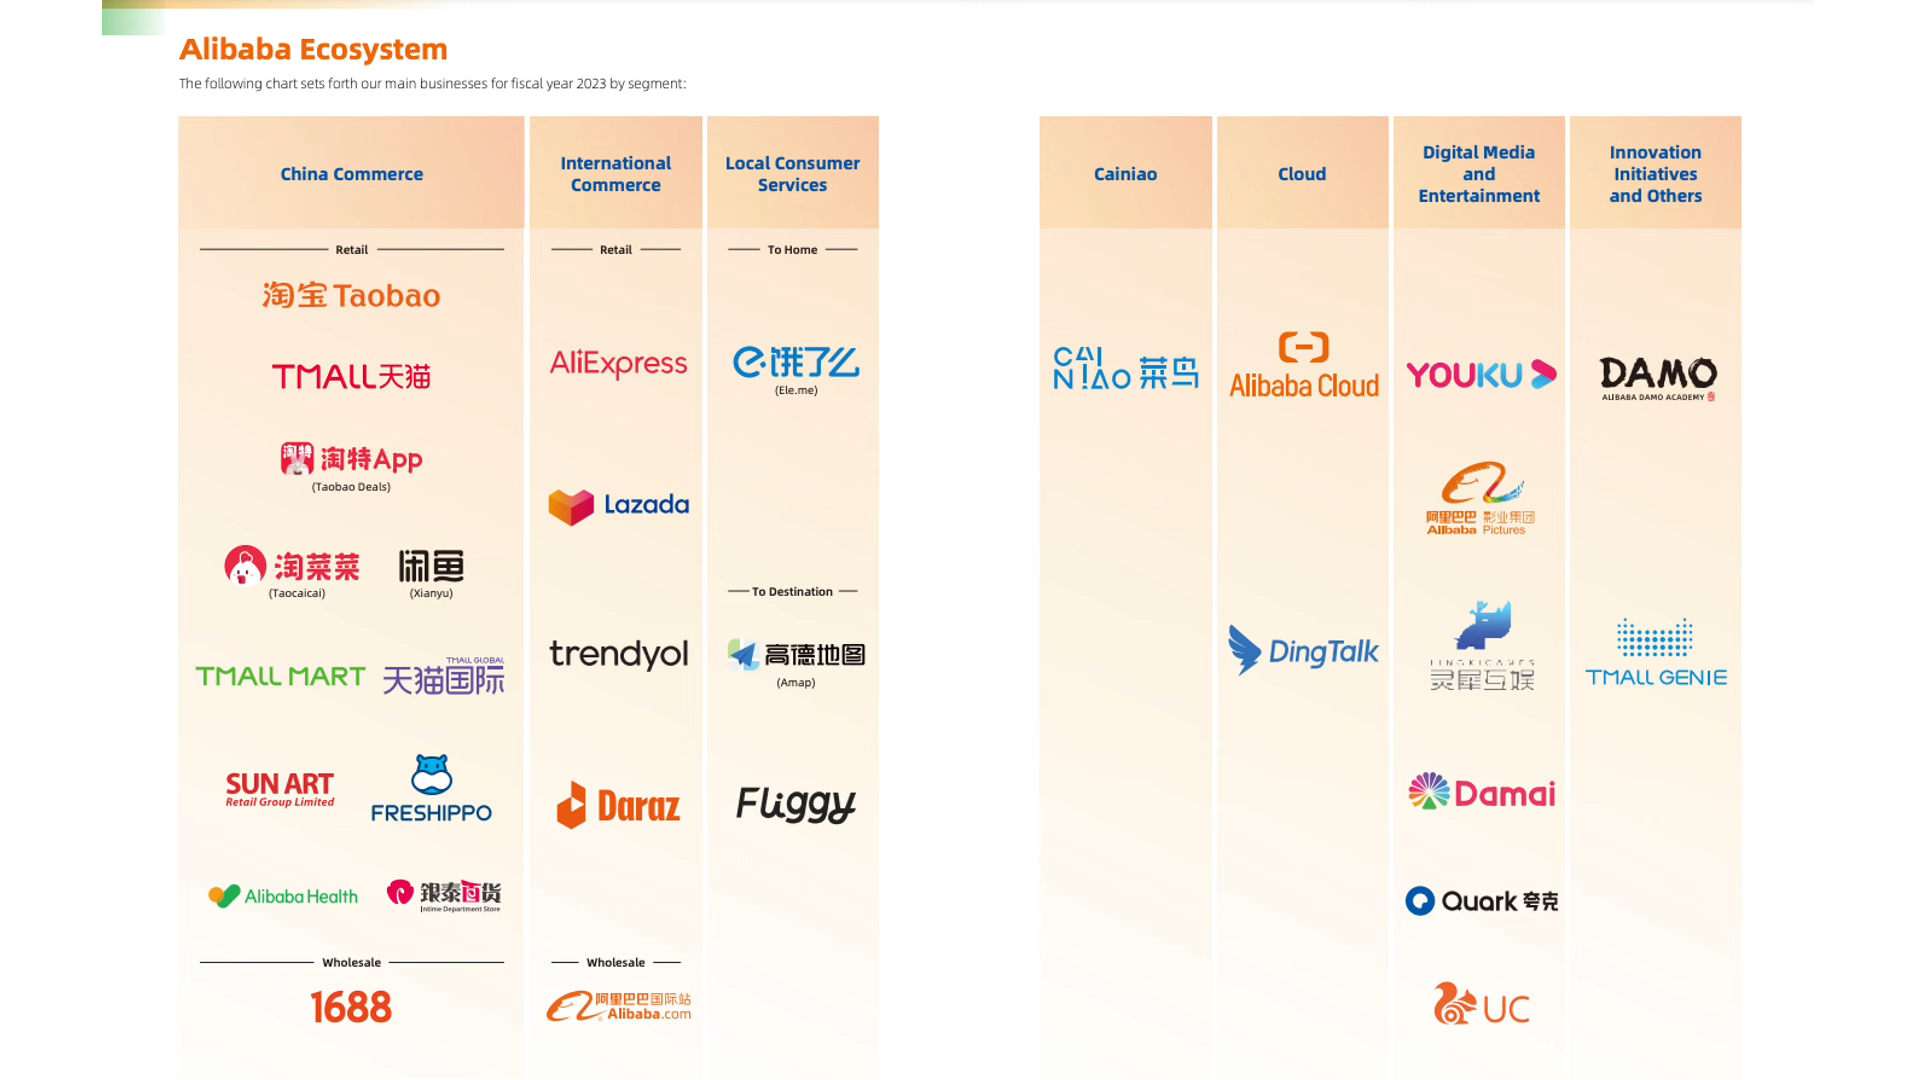 Alibaba Ecosystem
The following chart sets forth our main businesses for fiscal year 2023 by segment:
China Commerce
Retail
淘宝 Taobao
TMALL天猫
淘特
淘特App
(Taobao Deals)
淘菜菜
(Taocaicai)
闲鱼
(Xianyu)
TMALL MART
TMALL GLOBAL
天猫国际
SUN ART
Retail Group Limited
FRESHIPPO
Alibaba Health
銀泰百货
Intime Department Store
Wholesale
1688
International
Commerce
Retail
AliExpress
Lazada
trendyol
Daraz
Wholesale
阿里巴巴国际站
Alibaba.com
Local Consumer
Services
To Home
e饿了么
(Ele.me)
To Destination
高德地图
(Amap)
Fliggy
Cainiao
CAI
NIAO 菜鸟
Cloud
Alibaba Cloud
DingTalk
Digital Media
and
Entertainment
YOUKU
阿里巴巴 影业集团
Alibaba Pictures
LINGXIGAMES
灵犀互娱
Damai
Quark 夸克
UC
Innovation
Initiatives
and Others
DAMO
ALIBABA DAMO ACADEMY
TMALL GENIE